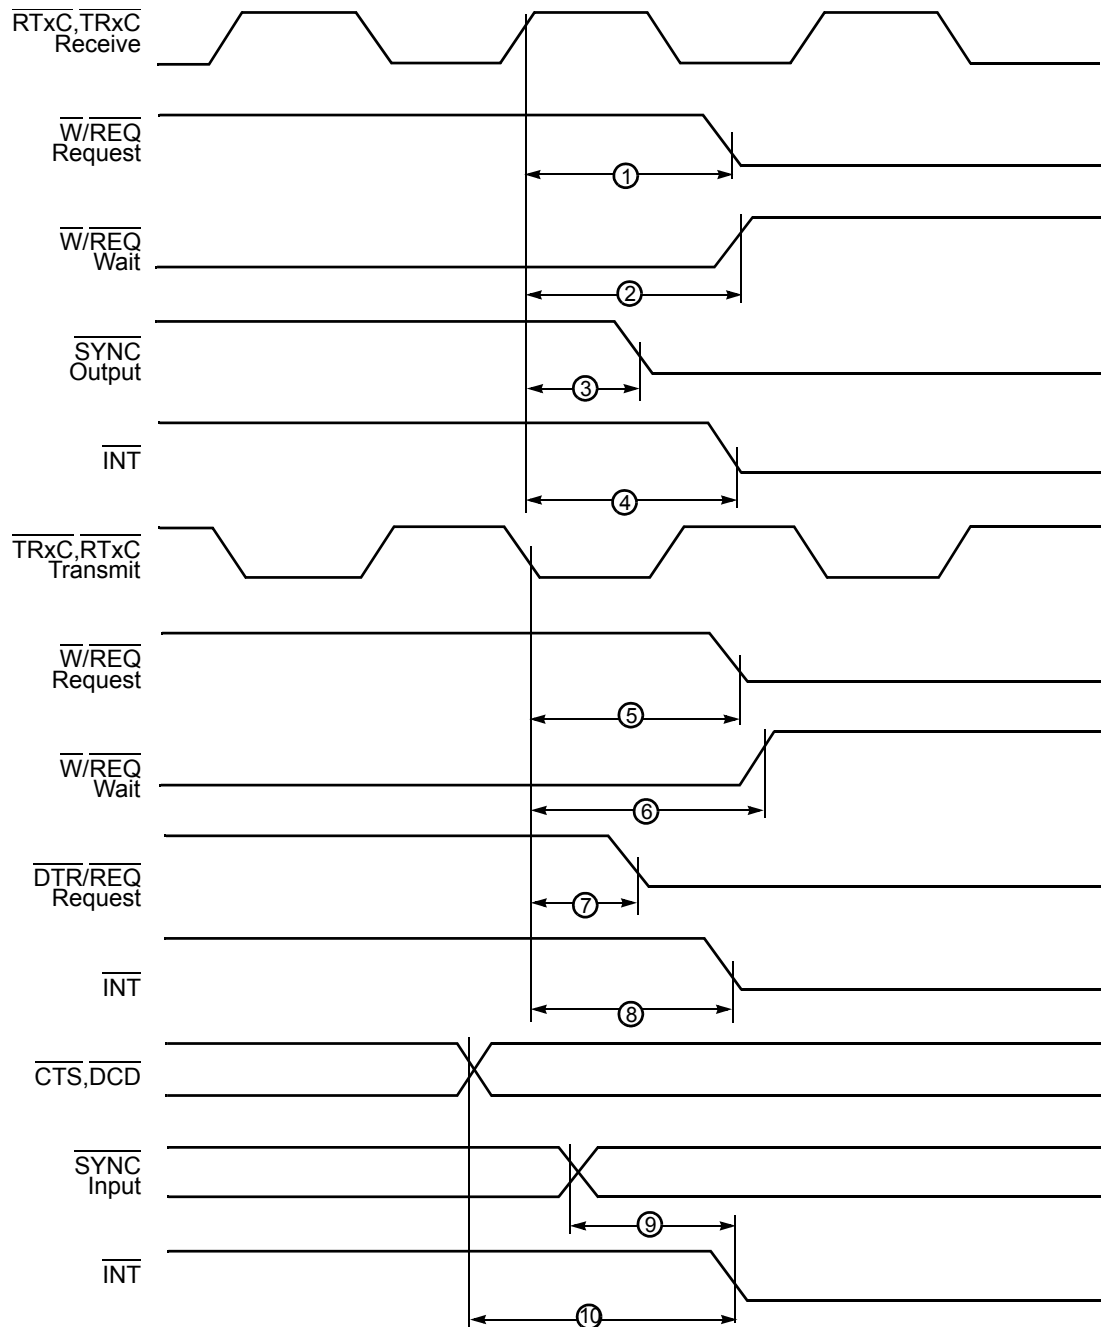 RTxC,TRxC
Receive
W/REQ
Request
1
W/REQ
Wait
2
SYNC
Output
3
INT
4
TRxC,RTxC
Transmit
W/REQ
Request
5
W/REQ
Wait
6
DTR/REQ
Request
7
INT
8
CTS,DCD
SYNC
Input
9
INT
10